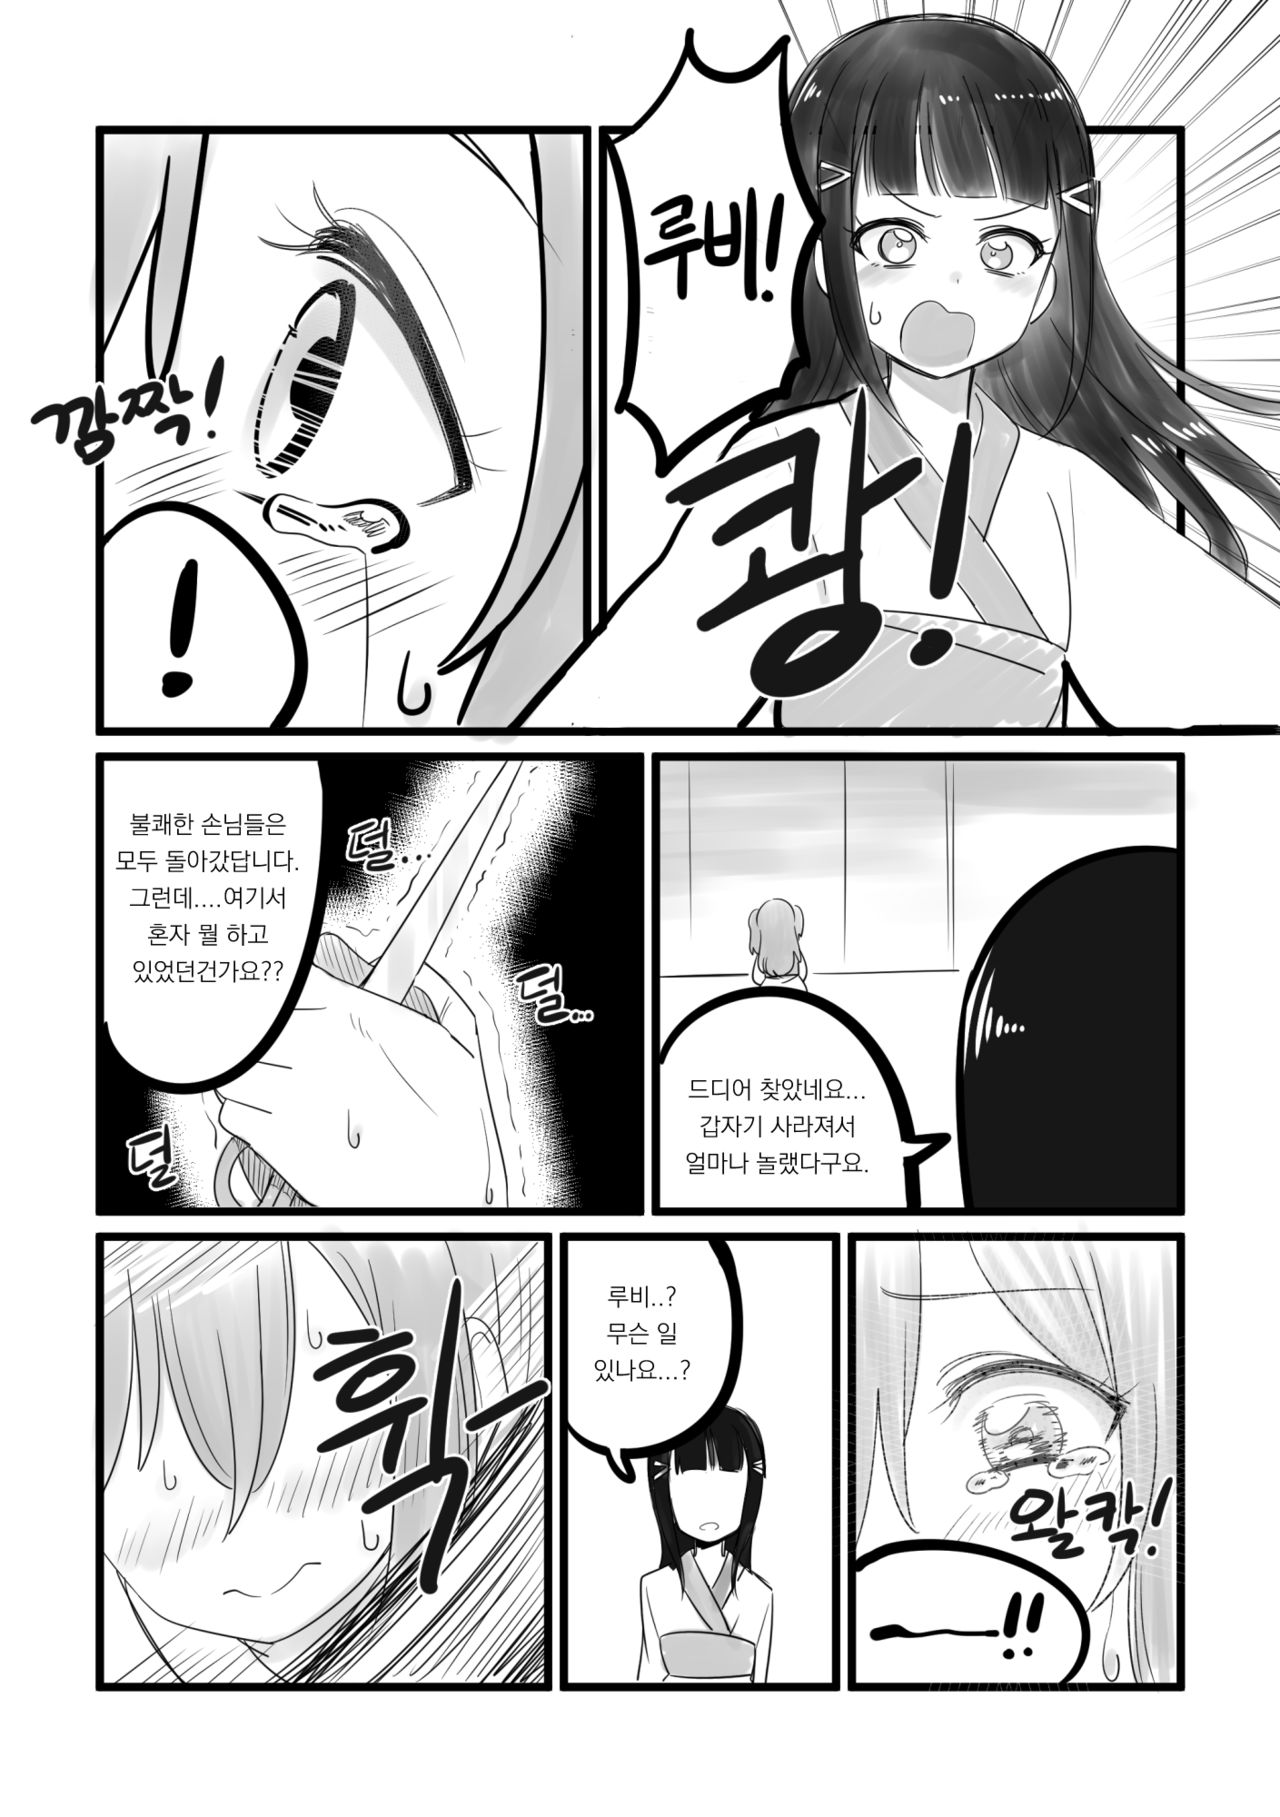 루비!
쾅!
깜짝!
!
드디어 찾았네요...
갑자기 사라져서
얼마나 놀랬다구요.
불쾌한 손님들은
모두 돌아갔답니다.
그런데....여기서
혼자 뭘 하고
있었던건가요??
덜...
덜...
덜
왈칵!
―!!
루비..?
무슨 일
있나요...?
휙-